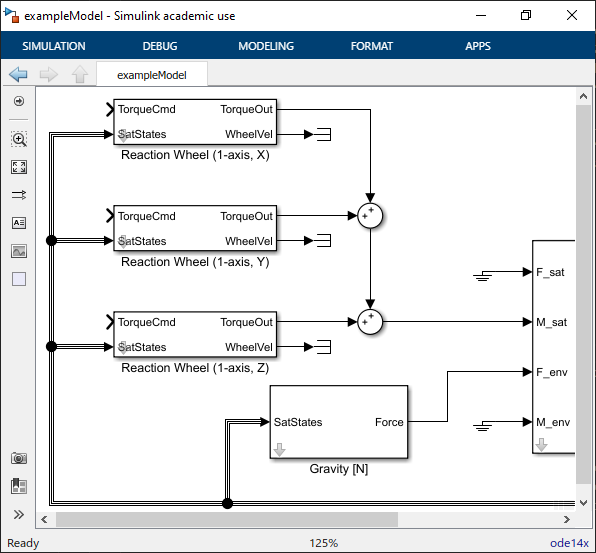 exampleModel - Simulink academic use
SIMULATION DEBUG MODELING FORMAT APPS
exampleModel
TorqueCmd TorqueOut
SatStates WheelVel
Reaction Wheel (1-axis, X)
TorqueCmd TorqueOut
SatStates WheelVel
Reaction Wheel (1-axis, Y)
F_sat
TorqueCmd TorqueOut
M_sat
SatStates WheelVel
Reaction Wheel (1-axis, Z)
F_env
SatStates Force
M_env
Gravity [N]
Ready 125% ode14x